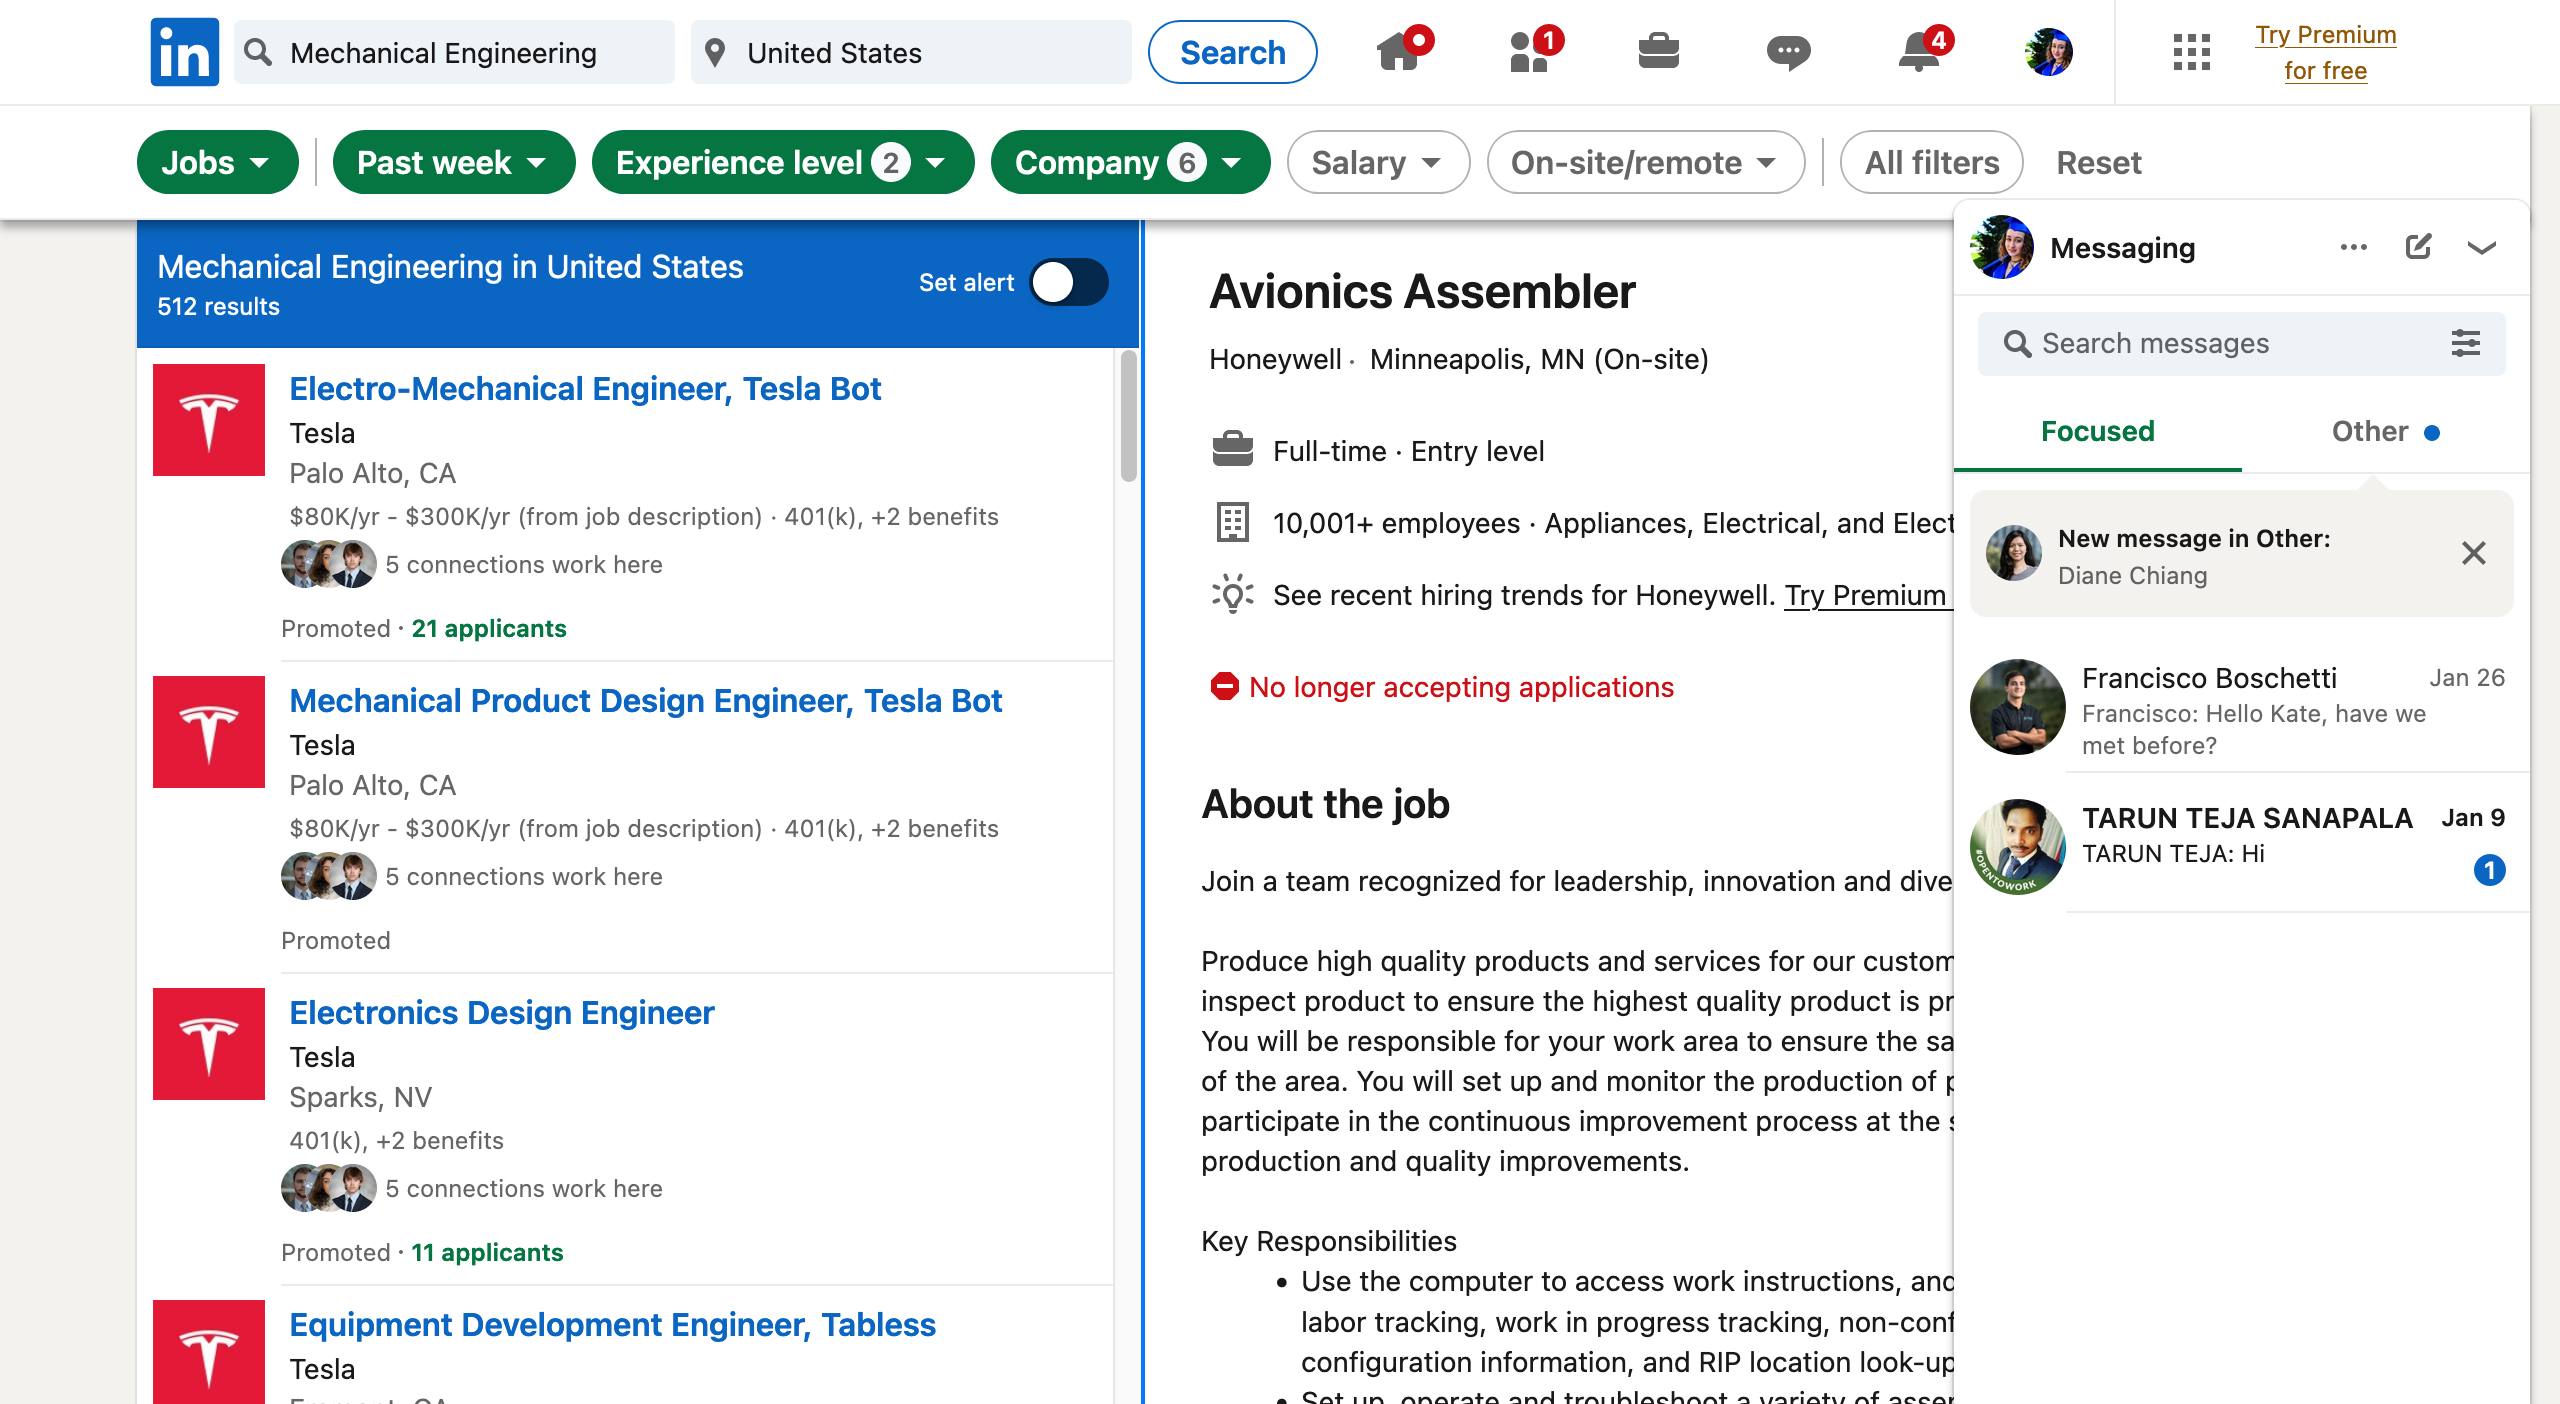 in
Mechanical Engineering
United States
Search
1
4
Try Premium
for free
Jobs
Past week
Experience level 2
Company 6
Salary
On-site/remote
All filters
Reset
Mechanical Engineering in United States
512 results
Set alert
Electro-Mechanical Engineer, Tesla Bot
Tesla
Palo Alto, CA
$80K/yr - $300K/yr (from job description) · 401(k), +2 benefits
5 connections work here
Promoted · 21 applicants
Mechanical Product Design Engineer, Tesla Bot
Tesla
Palo Alto, CA
$80K/yr - $300K/yr (from job description) · 401(k), +2 benefits
5 connections work here
Promoted
Electronics Design Engineer
Tesla
Sparks, NV
401(k), +2 benefits
5 connections work here
Promoted · 11 applicants
Equipment Development Engineer, Tabless
Tesla
Avionics Assembler
Honeywell · Minneapolis, MN (On-site)
Full-time · Entry level
10,001+ employees · Appliances, Electrical, and Elect
See recent hiring trends for Honeywell. Try Premium
No longer accepting applications
About the job
Join a team recognized for leadership, innovation and dive
Produce high quality products and services for our custom
inspect product to ensure the highest quality product is pr
You will be responsible for your work area to ensure the sa
of the area. You will set up and monitor the production of p
participate in the continuous improvement process at the s
production and quality improvements.
Key Responsibilities
• Use the computer to access work instructions, and
labor tracking, work in progress tracking, non-conf
configuration information, and RIP location look-up
• Set up, operate and troubleshoot a variety of asser
Messaging
Search messages
Focused
Other
New message in Other:
Diane Chiang
Francisco Boschetti
Jan 26
Francisco: Hello Kate, have we
met before?
TARUN TEJA SANAPALA
Jan 9
TARUN TEJA: Hi
1
#OPENTOWORK